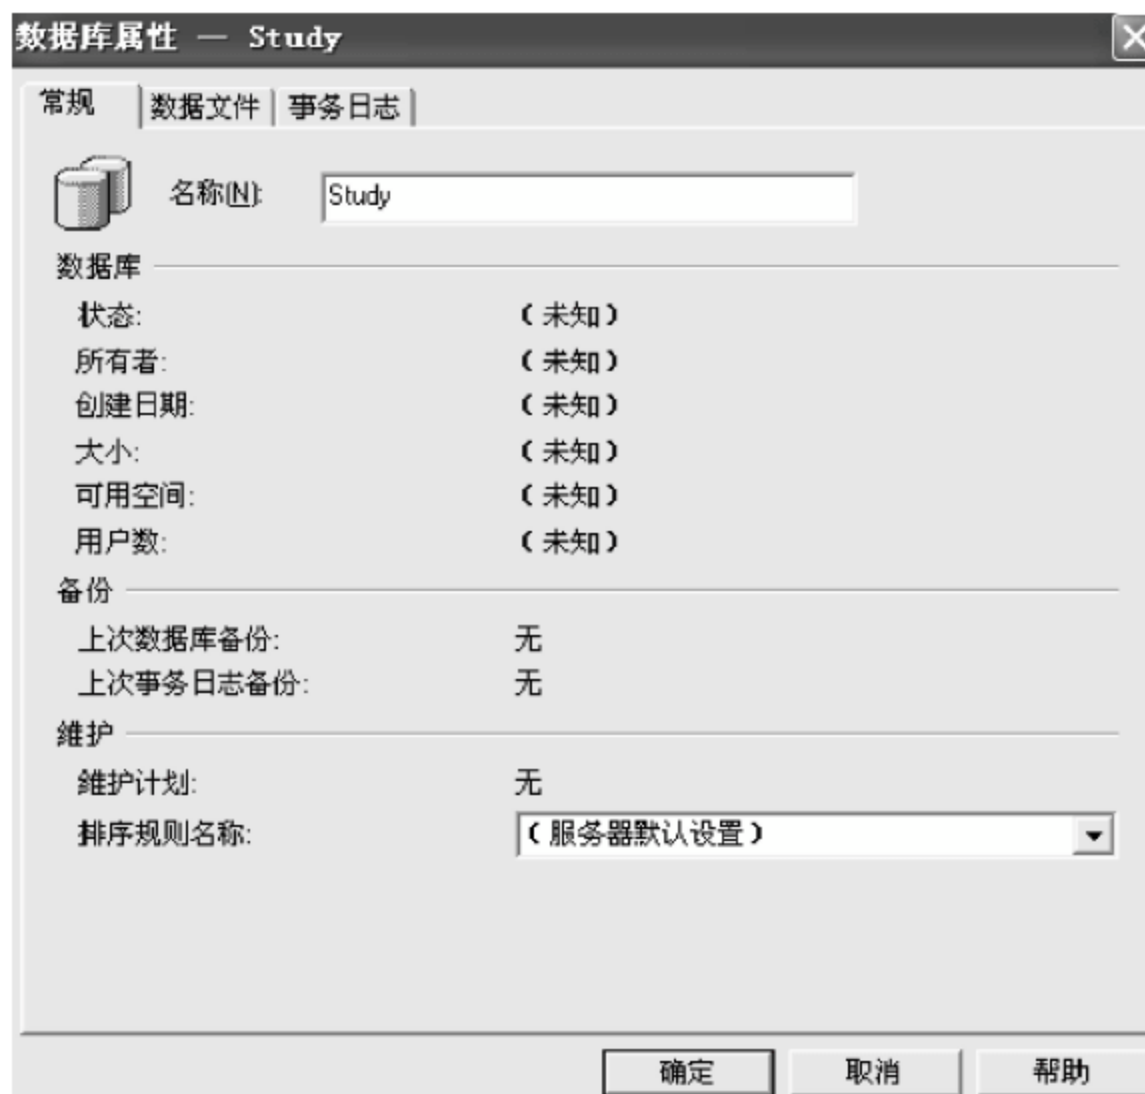 数据库属性 — Study
常规 数据文件 事务日志
名称(N): Study
数据库
状态: (未知)
所有者: (未知)
创建日期: (未知)
大小: (未知)
可用空间: (未知)
用户数: (未知)
备份
上次数据库备份: 无
上次事务日志备份: 无
维护
维护计划: 无
排序规则名称: (服务器默认设置)
确定 取消 帮助